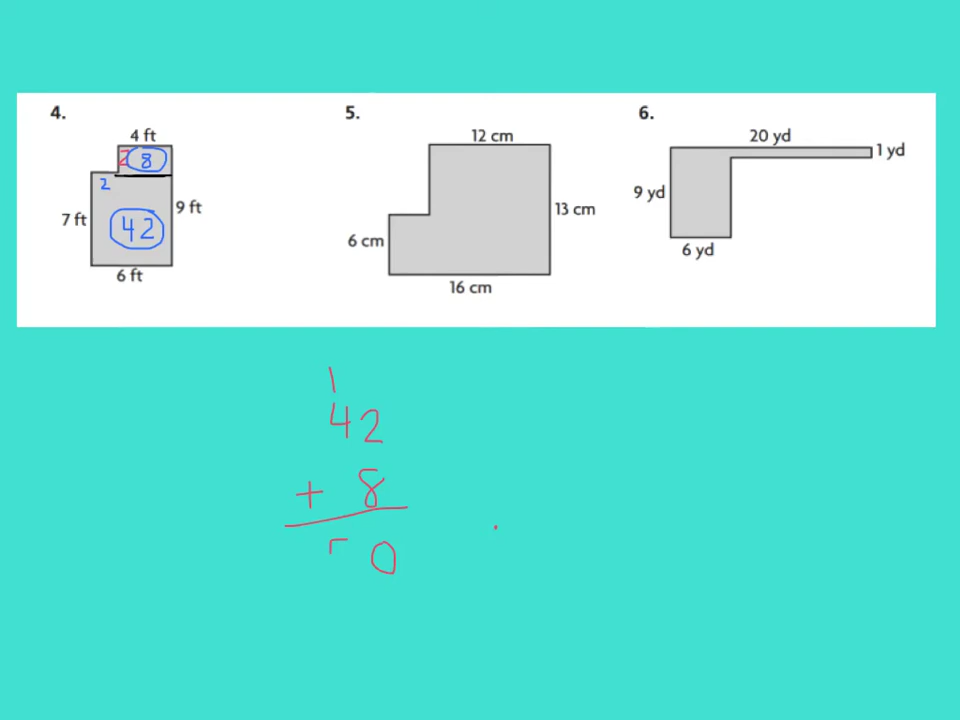 4. 5. 6.
4 ft 12 cm 20 yd
2 8 1 yd
2
7 ft 9 ft 13 cm 9 yd
42 6 cm
6 ft 16 cm 6 yd
1
42
+ 8
50